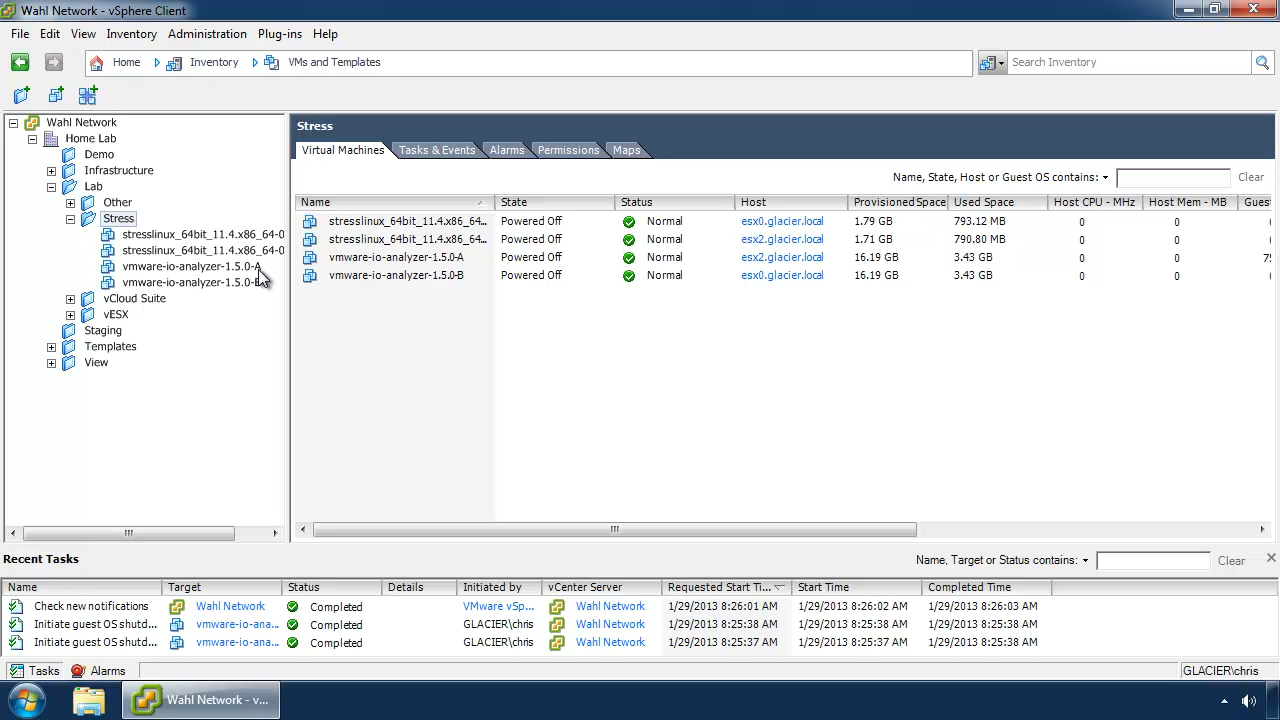 Wahl Network - vSphere Client
File Edit View Inventory Administration Plug-ins Help
Home Inventory VMs and Templates Search Inventory
Wahl Network
Home Lab
Demo
Infrastructure
Lab
Other
Stress
stresslinux_64bit_11.4.x86_64-0
stresslinux_64bit_11.4.x86_64-0
vmware-io-analyzer-1.5.0-A
vmware-io-analyzer-1.5.0-
vCloud Suite
vESX
Staging
Templates
View
Stress
Virtual Machines Tasks & Events Alarms Permissions Maps
Name, State, Host or Guest OS contains: Clear
Name State Status Host Provisioned Space Used Space Host CPU - MHz Host Mem - MB Guest
stresslinux_64bit_11.4.x86_64... Powered Off Normal esx0.glacier.local 1.79 GB 793.12 MB 0 0
stresslinux_64bit_11.4.x86_64... Powered Off Normal esx2.glacier.local 1.71 GB 790.80 MB 0 0
vmware-io-analyzer-1.5.0-A Powered Off Normal esx2.glacier.local 16.19 GB 3.43 GB 0 0 75
vmware-io-analyzer-1.5.0-B Powered Off Normal esx0.glacier.local 16.19 GB 3.43 GB 0 0
Recent Tasks
Name, Target or Status contains: Clear
Name Target Status Details Initiated by vCenter Server Requested Start Ti... Start Time Completed Time
Check new notifications Wahl Network Completed VMware vSp... Wahl Network 1/29/2013 8:26:01 AM 1/29/2013 8:26:02 AM 1/29/2013 8:26:03 AM
Initiate guest OS shutd... vmware-io-ana... Completed GLACIER\chris Wahl Network 1/29/2013 8:25:38 AM 1/29/2013 8:25:38 AM 1/29/2013 8:25:38 AM
Initiate guest OS shutd... vmware-io-ana... Completed GLACIER\chris Wahl Network 1/29/2013 8:25:37 AM 1/29/2013 8:25:38 AM 1/29/2013 8:25:38 AM
Tasks Alarms GLACIER\chris
Wahl Network - v...